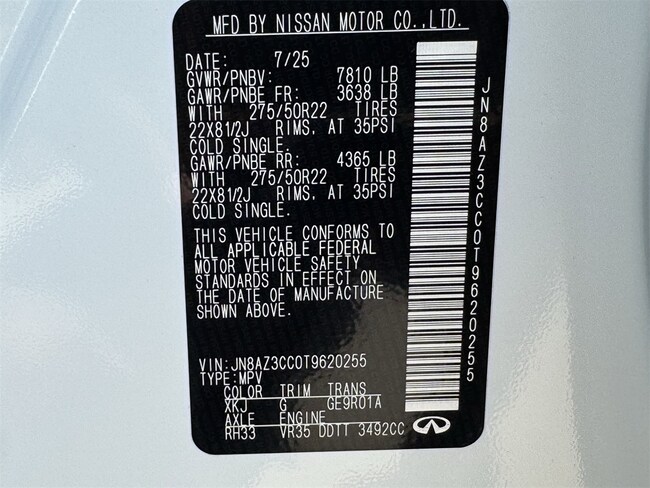 MFD BY NISSAN MOTOR CO.,LTD.
DATE: 7/25
GVWR/PNBV: 7810 LB
GAWR/PNBE FR: 3638 LB
WITH 275/50R22 TIRES
22X81/2J RIMS, AT 35PSI
COLD SINGLE.
GAWR/PNBE RR: 4365 LB
WITH 275/50R22 TIRES
22X81/2J RIMS, AT 35PSI
COLD SINGLE.
THIS VEHICLE CONFORMS TO
ALL APPLICABLE FEDERAL
MOTOR VEHICLE SAFETY
STANDARDS IN EFFECT ON
THE DATE OF MANUFACTURE
SHOWN ABOVE.
VIN:JN8AZ3CC0T9620255
TYPE:MPV
COLOR TRIM TRANS
XKJ G GE9R01A
AXLE ENGINE
RH33 VR35 DDTT 3492CC
JN8AZ3CC0T9620255